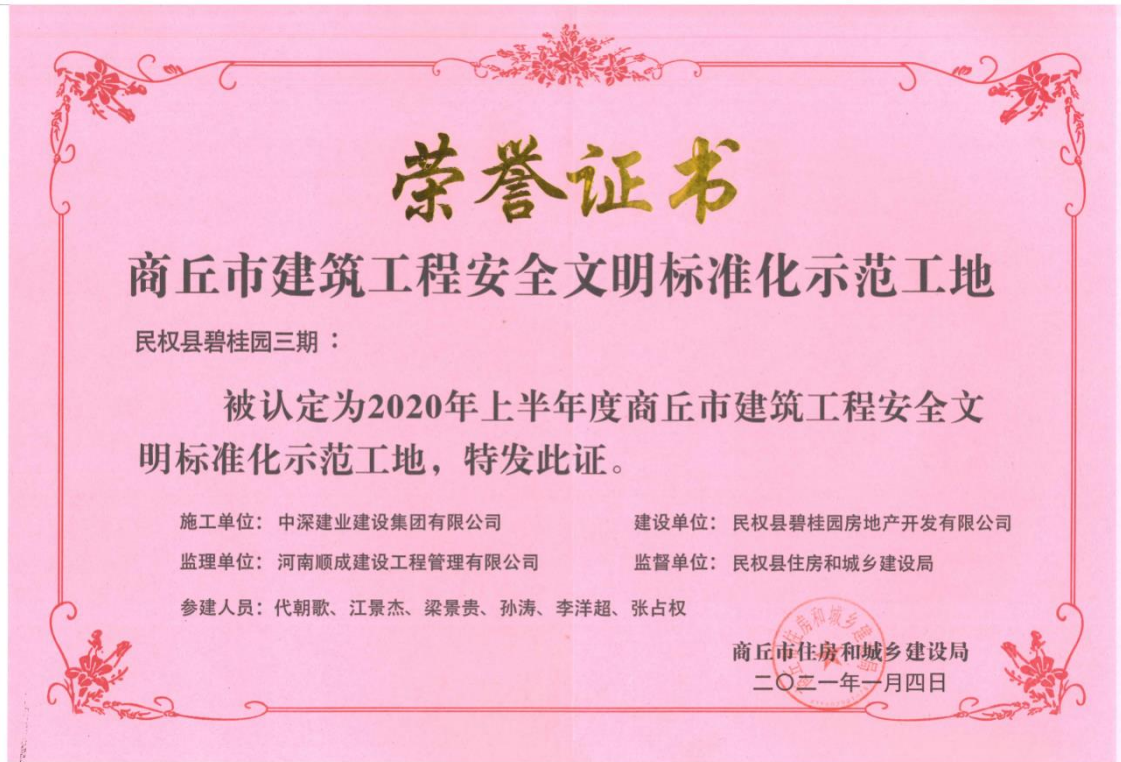 荣誉证书
商丘市建筑工程安全文明标准化示范工地
民权县碧桂园三期：
被认定为2020年上半年度商丘市建筑工程安全文
明标准化示范工地，特发此证。
施工单位：中深建业建设集团有限公司 建设单位：民权县碧桂园房地产开发有限公司
监理单位：河南顺成建设工程管理有限公司 监督单位：民权县住房和城乡建设局
参建人员：代朝歌、江景杰、梁景贵、孙涛、李洋超、张占权
商丘市住房和城乡建设局
二〇二一年一月四日